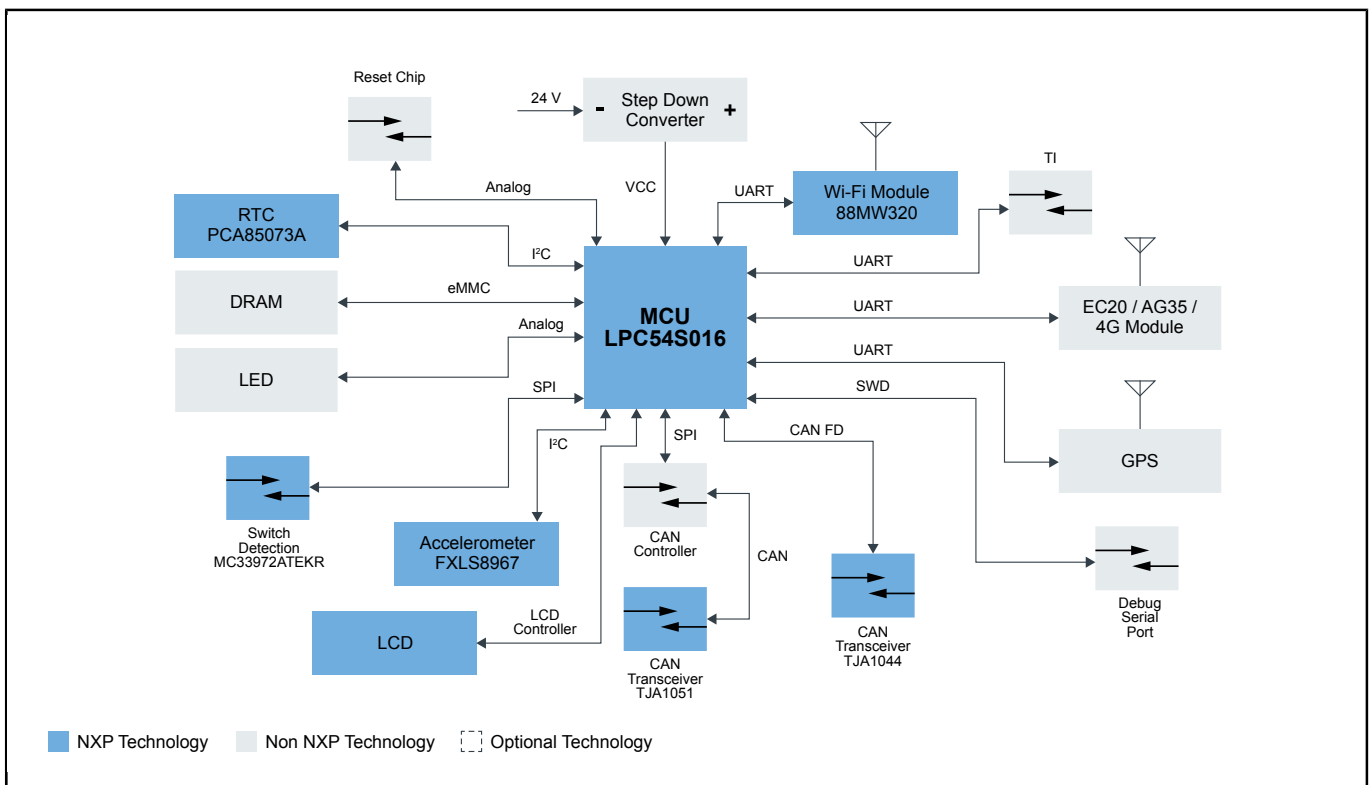 Reset Chip
24 V
- Step Down +
Converter
TI
Analog
VCC
UART
Wi-Fi Module
88MW320
RTC
PCA85073A
I²C
UART
DRAM
eMMC
MCU
LPC54S016
UART
EC20 / AG35 /
4G Module
Analog
LED
UART
SPI
SWD
I²C
SPI
CAN FD
GPS
Switch
Detection
MC33972ATEKR
Accelerometer
FXLS8967
CAN
Controller
CAN
LCD
Controller
LCD
CAN
Transceiver
TJA1051
CAN
Transceiver
TJA1044
Debug
Serial
Port
NXP Technology
Non NXP Technology
Optional Technology